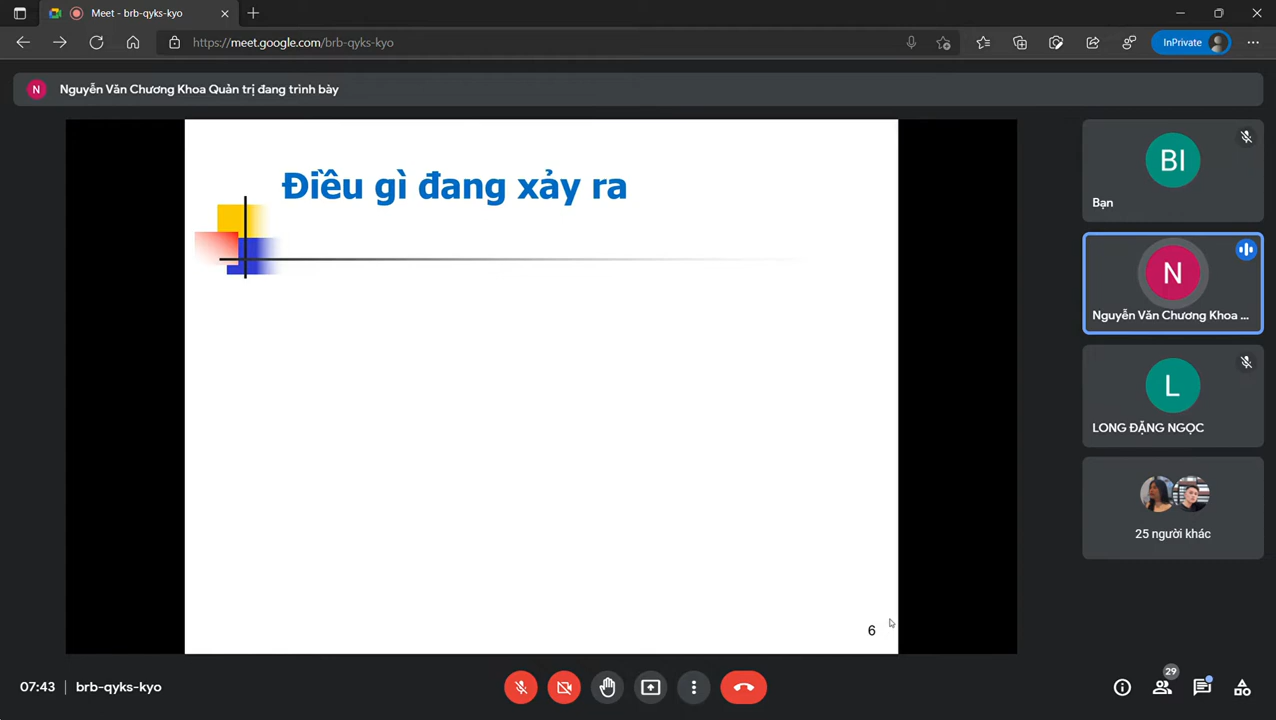 Meet - brb-qyks-kyo
https://meet.google.com/brb-qyks-kyo
InPrivate
N
Nguyễn Văn Chương Khoa Quản trị đang trình bày
Điều gì đang xảy ra
6
BI
Bạn
N
Nguyễn Văn Chương Khoa ...
L
LONG ĐẶNG NGỌC
25 người khác
07:43 | brb-qyks-kyo
29